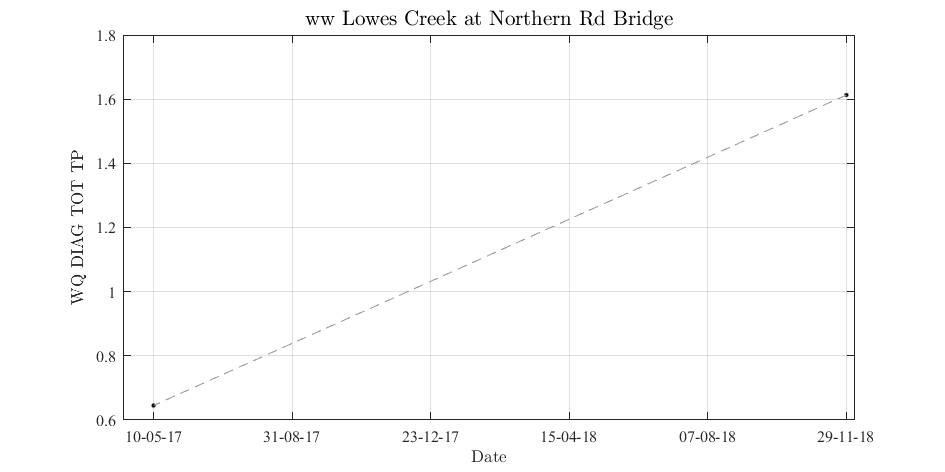 ww Lowes Creek at Northern Rd Bridge
1.8
1.6
1.4
1.2
1
0.8
0.6
WQ DIAG TOT TP
10-05-17 31-08-17 23-12-17 15-04-18 07-08-18 29-11-18
Date